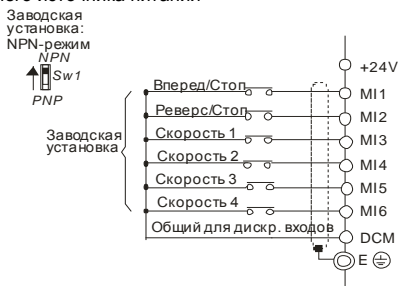 Заводская
установка:
NPN-режим
NPN
Sw1
PNP
+24V
Вперед/Стоп
MI1
Реверс/Стоп
MI2
Скорость 1
MI3
Заводская
установка
Скорость 2
MI4
Скорость 3
MI5
Скорость 4
MI6
Общий для дискр. входов
DCM
E